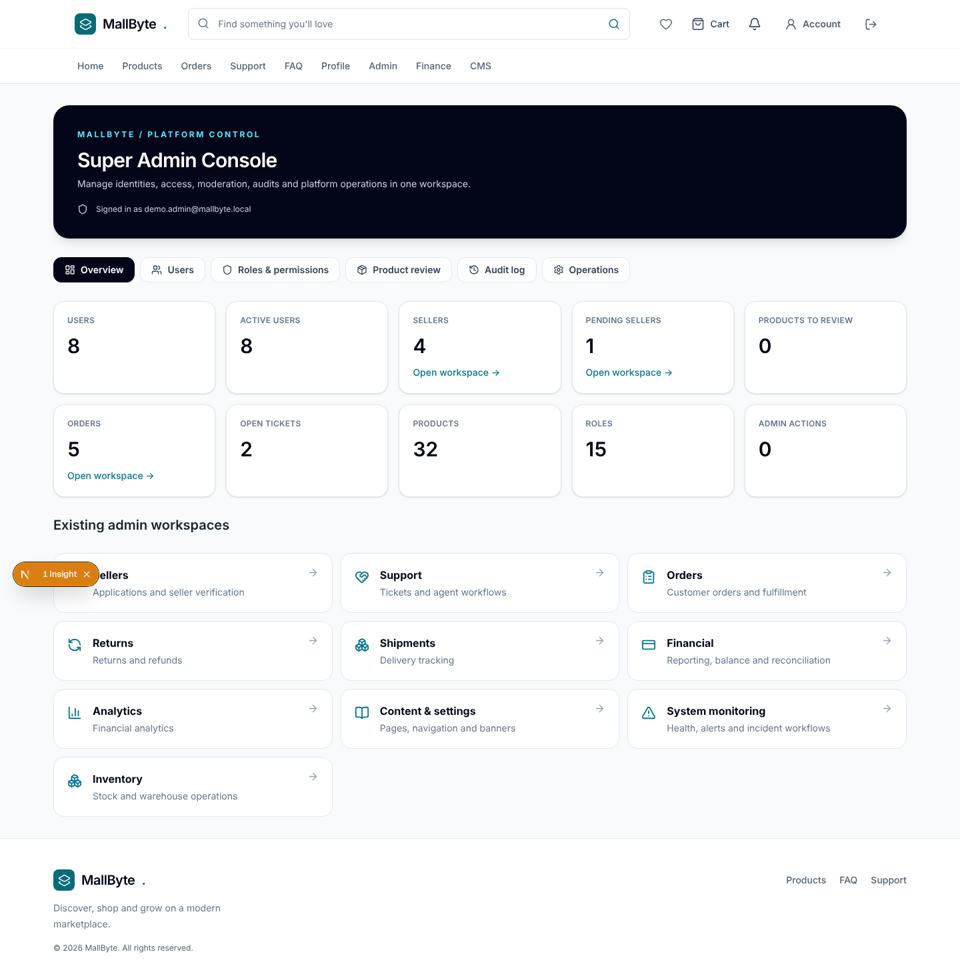 MallByte .
Find something you'll love
Cart
Account
Home Products Orders Support FAQ Profile Admin Finance CMS
MALLBYTE / PLATFORM CONTROL
Super Admin Console
Manage identities, access, moderation, audits and platform operations in one workspace.
Signed in as demo.admin@mallbyte.local
Overview Users Roles & permissions Product review Audit log Operations
USERS
8
ACTIVE USERS
8
SELLERS
4
Open workspace →
PENDING SELLERS
1
Open workspace →
PRODUCTS TO REVIEW
0
ORDERS
5
Open workspace →
OPEN TICKETS
2
PRODUCTS
32
ROLES
15
ADMIN ACTIONS
0
Existing admin workspaces
N 1 Insight ×
ellers
Applications and seller verification
Support
Tickets and agent workflows
Orders
Customer orders and fulfillment
Returns
Returns and refunds
Shipments
Delivery tracking
Financial
Reporting, balance and reconciliation
Analytics
Financial analytics
Content & settings
Pages, navigation and banners
System monitoring
Health, alerts and incident workflows
Inventory
Stock and warehouse operations
MallByte .
Products FAQ Support
Discover, shop and grow on a modern
marketplace.
© 2026 MallByte. All rights reserved.